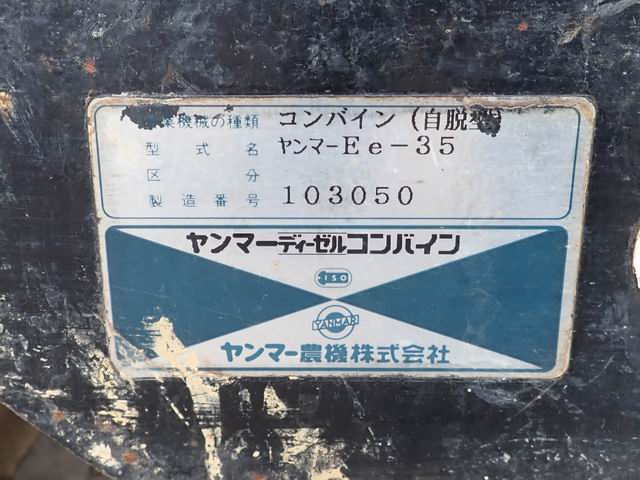 業機械の種類 コンバイン(自脱型)
型式名 ヤンマーEe-35
区分
製造番号 103050
ヤンマーディーゼルコンバイン
ISO
YANMAR
ヤンマー農機株式会社